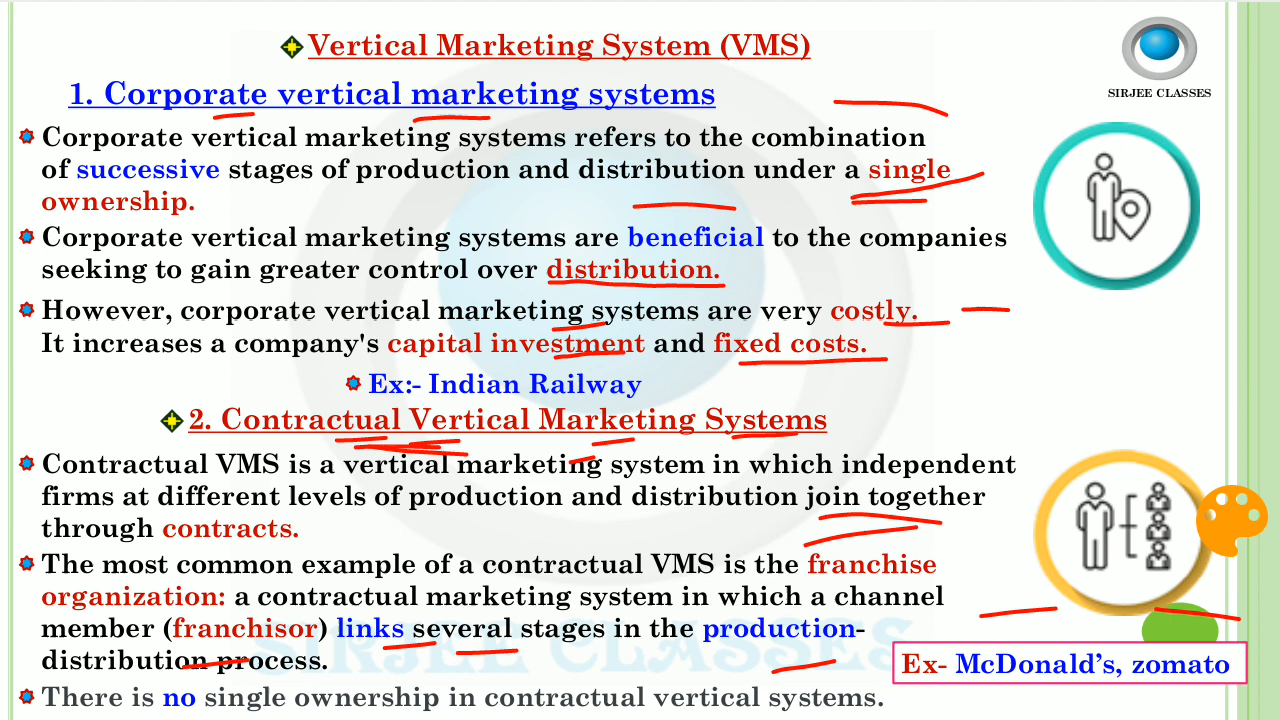 Vertical Marketing System (VMS)
SIRJEE CLASSES
1. Corporate vertical marketing systems
Corporate vertical marketing systems refers to the combination
of successive stages of production and distribution under a single
ownership.
Corporate vertical marketing systems are beneficial to the companies
seeking to gain greater control over distribution.
However, corporate vertical marketing systems are very costly.
It increases a company's capital investment and fixed costs.
Ex:- Indian Railway
2. Contractual Vertical Marketing Systems
Contractual VMS is a vertical marketing system in which independent
firms at different levels of production and distribution join together
through contracts.
The most common example of a contractual VMS is the franchise
organization: a contractual marketing system in which a channel
member (franchisor) links several stages in the production-
distribution process.
SIRJEE CLASSES
Ex- McDonald’s, zomato
There is no single ownership in contractual vertical systems.